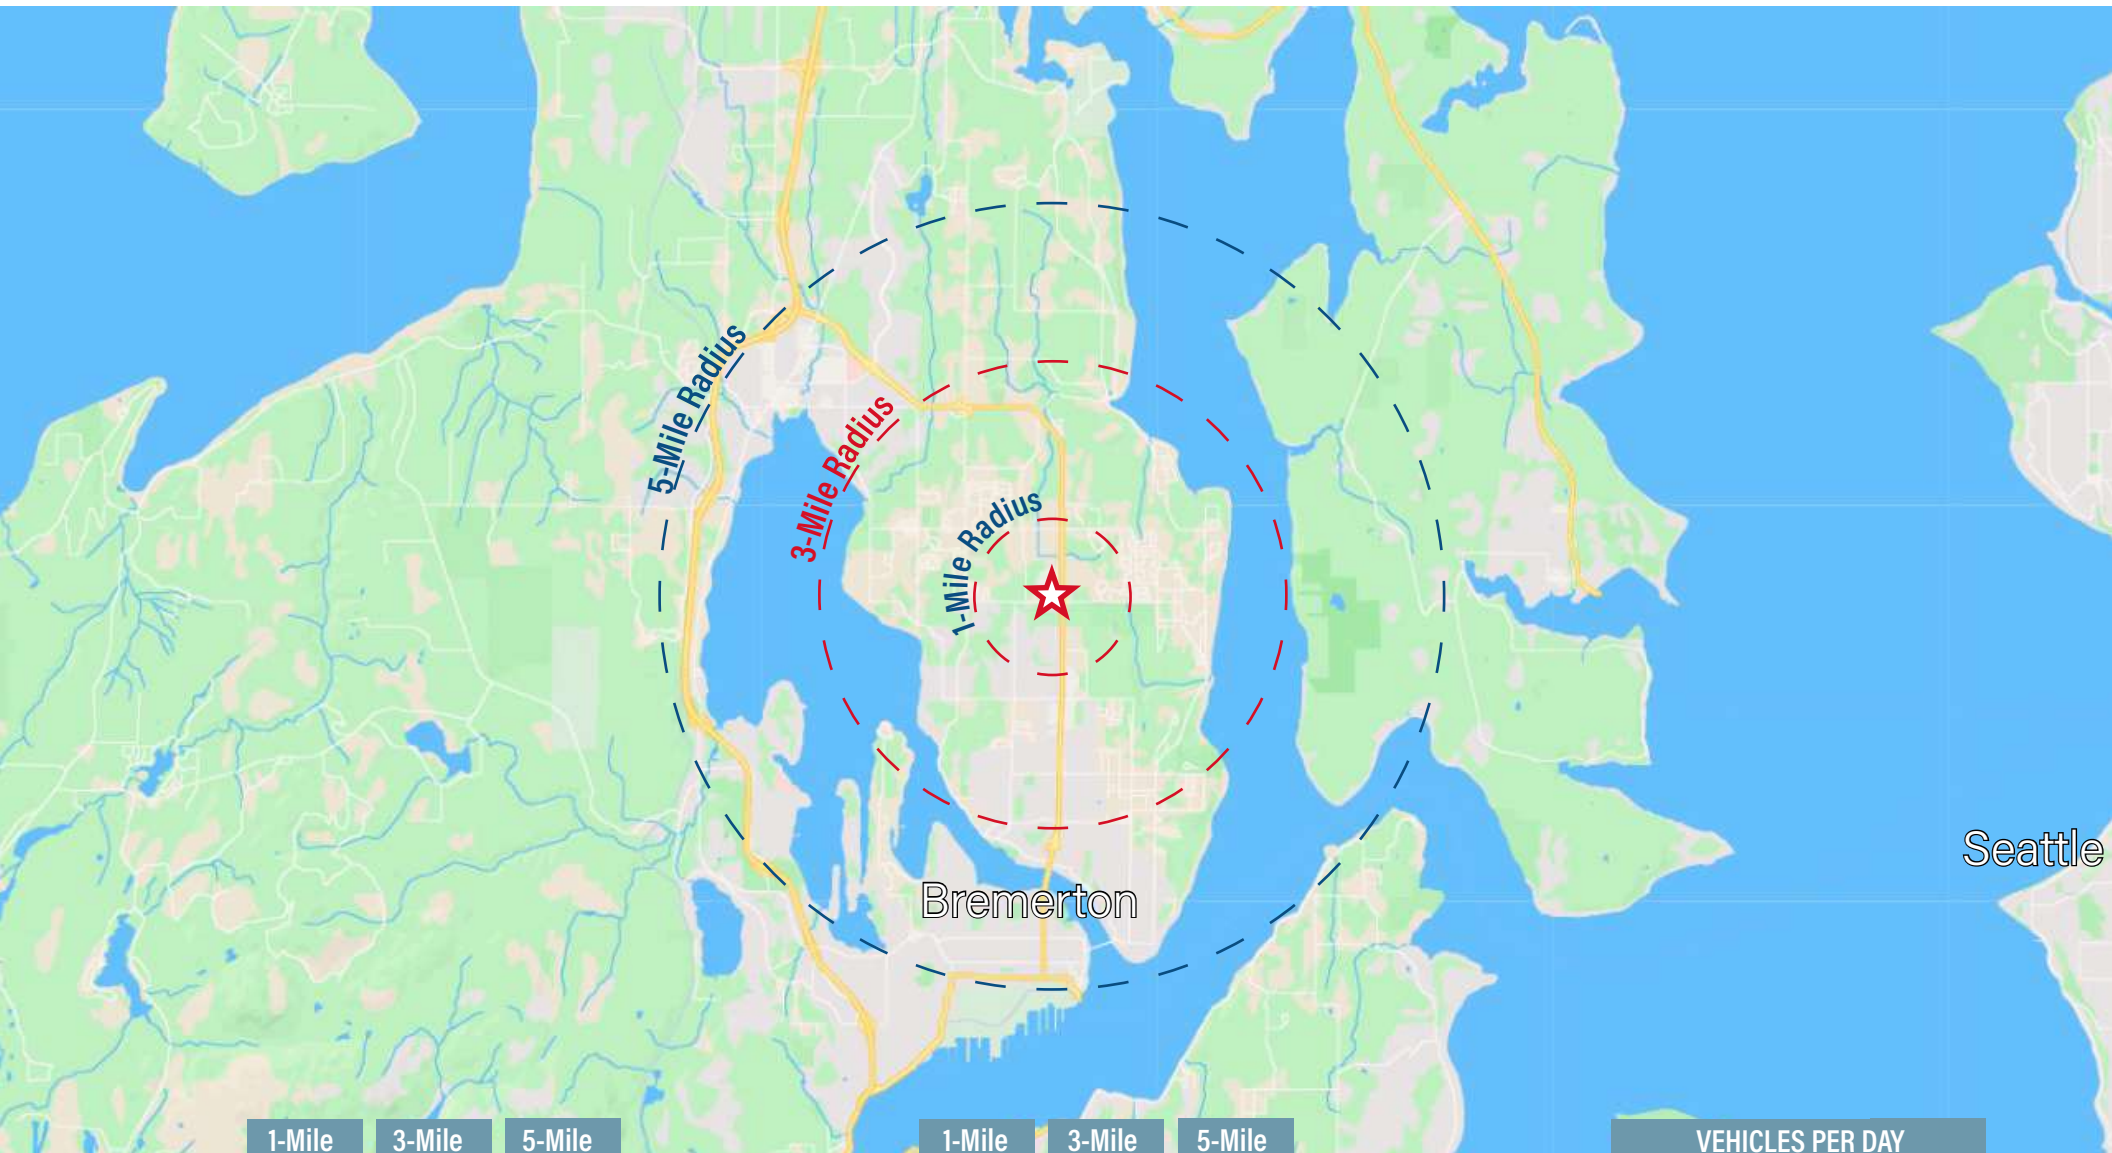 5-Mile Radius
3-Mile Radius
1-Mile Radius
Seattle
Bremerton
1-Mile 3-Mile 5-Mile
1-Mile 3-Mile 5-Mile
VEHICLES PER DAY